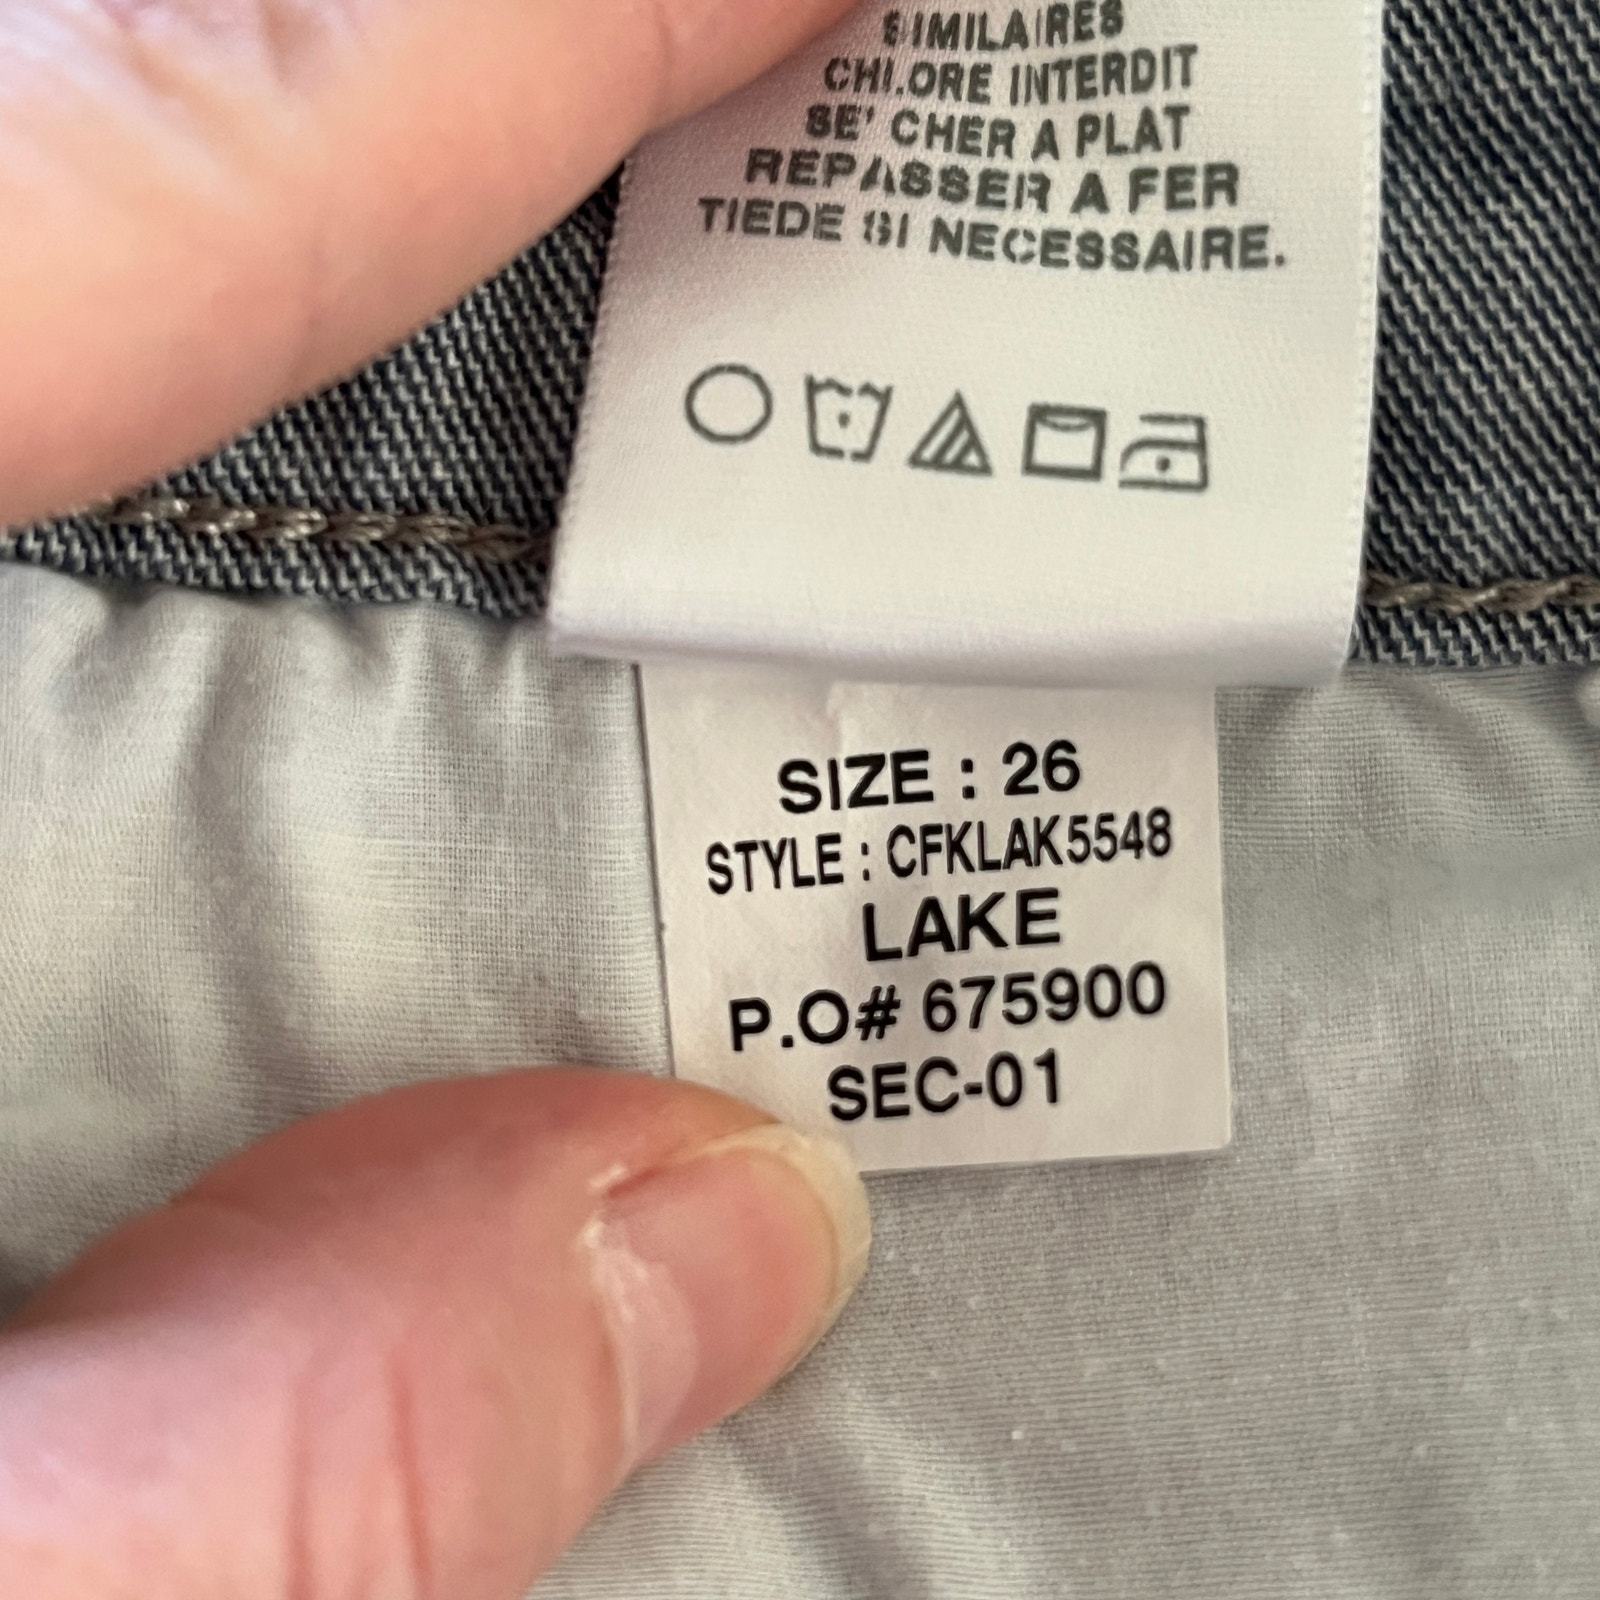 SIMILAIRES
CHLORE INTERDIT
SE' CHER A PLAT
REPASSER A FER
TIEDE SI NECESSAIRE.
SIZE : 26
STYLE : CFKLAK5548
LAKE
P.O# 675900
SEC-01